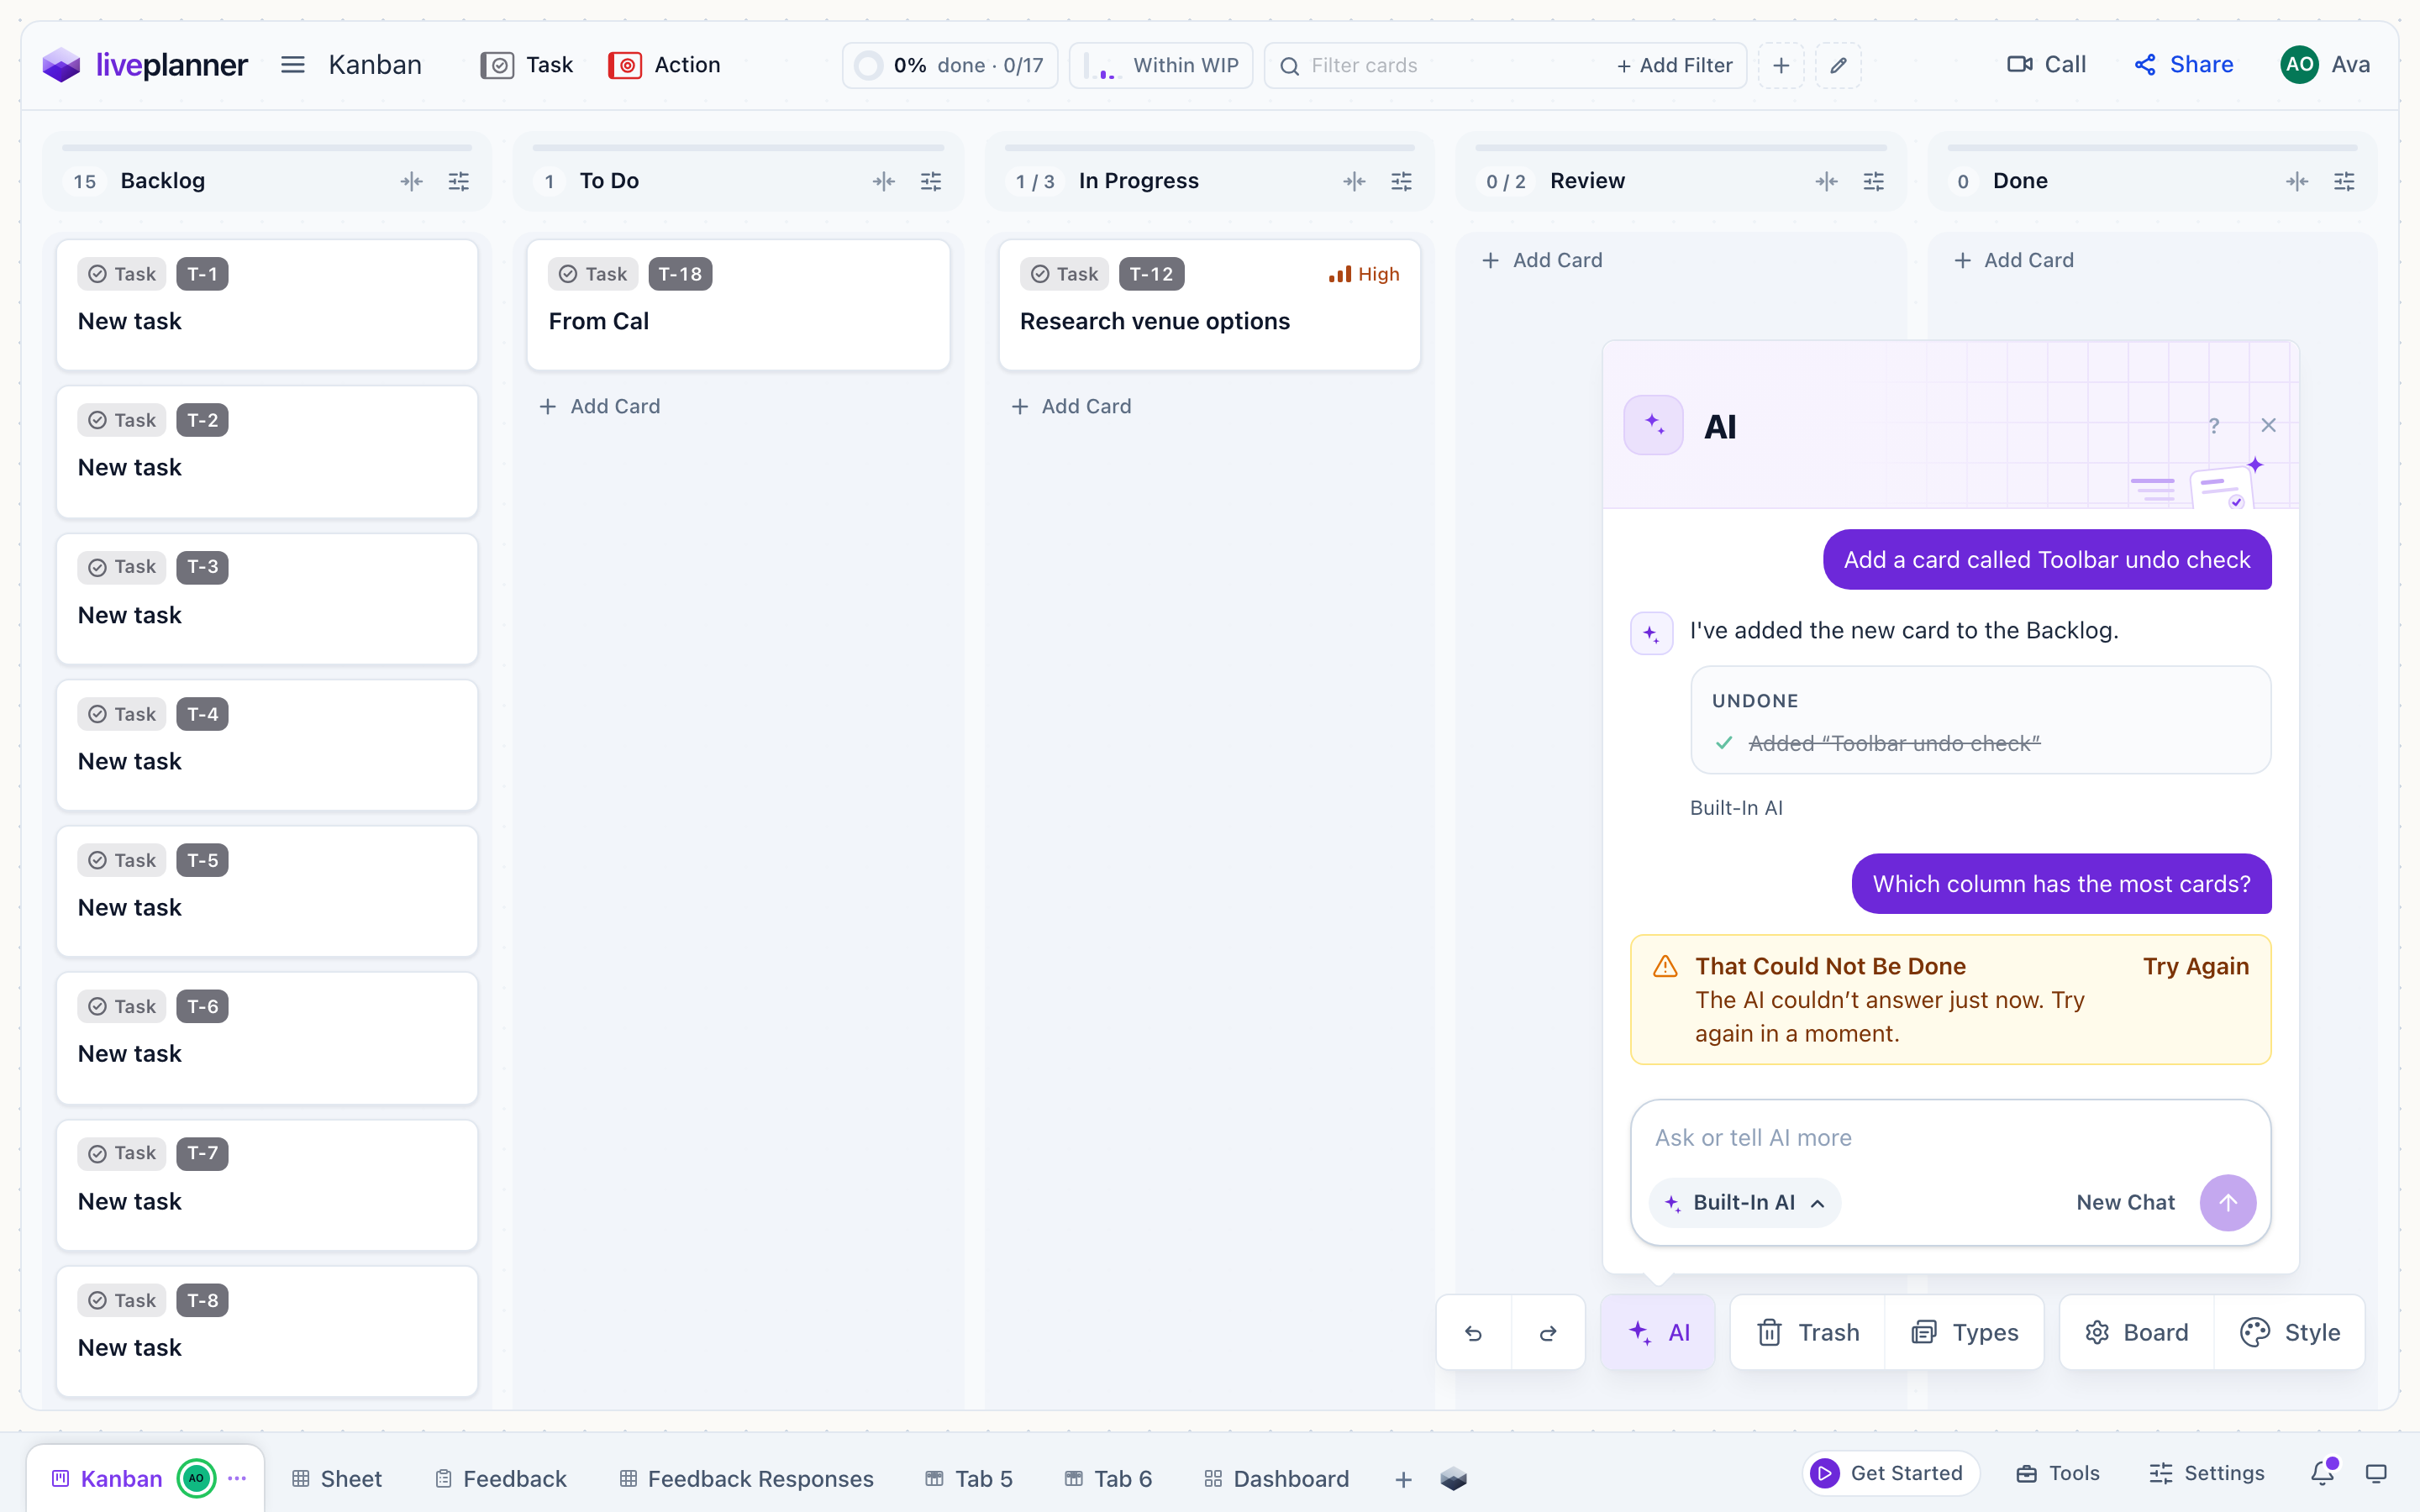 liveplanner
Kanban
Task
Action
0% done · 0/17
Within WIP
Filter cards
+ Add Filter
Call
Share
AO
Ava
15 Backlog
1 To Do
1 / 3 In Progress
0 / 2 Review
0 Done
Task T-1
New task
Task T-2
New task
Task T-3
New task
Task T-4
New task
Task T-5
New task
Task T-6
New task
Task T-7
New task
Task T-8
New task
Task T-18
From Cal
+ Add Card
Task T-12 High
Research venue options
+ Add Card
+ Add Card
+ Add Card
AI
?
Add a card called Toolbar undo check
I've added the new card to the Backlog.
UNDONE
Added “Toolbar undo check”
Built-In AI
Which column has the most cards?
That Could Not Be Done
Try Again
The AI couldn’t answer just now. Try
again in a moment.
Ask or tell AI more
Built-In AI
New Chat
AI
Trash
Types
Board
Style
Kanban
AO
Sheet
Feedback
Feedback Responses
Tab 5
Tab 6
Dashboard
Get Started
Tools
Settings